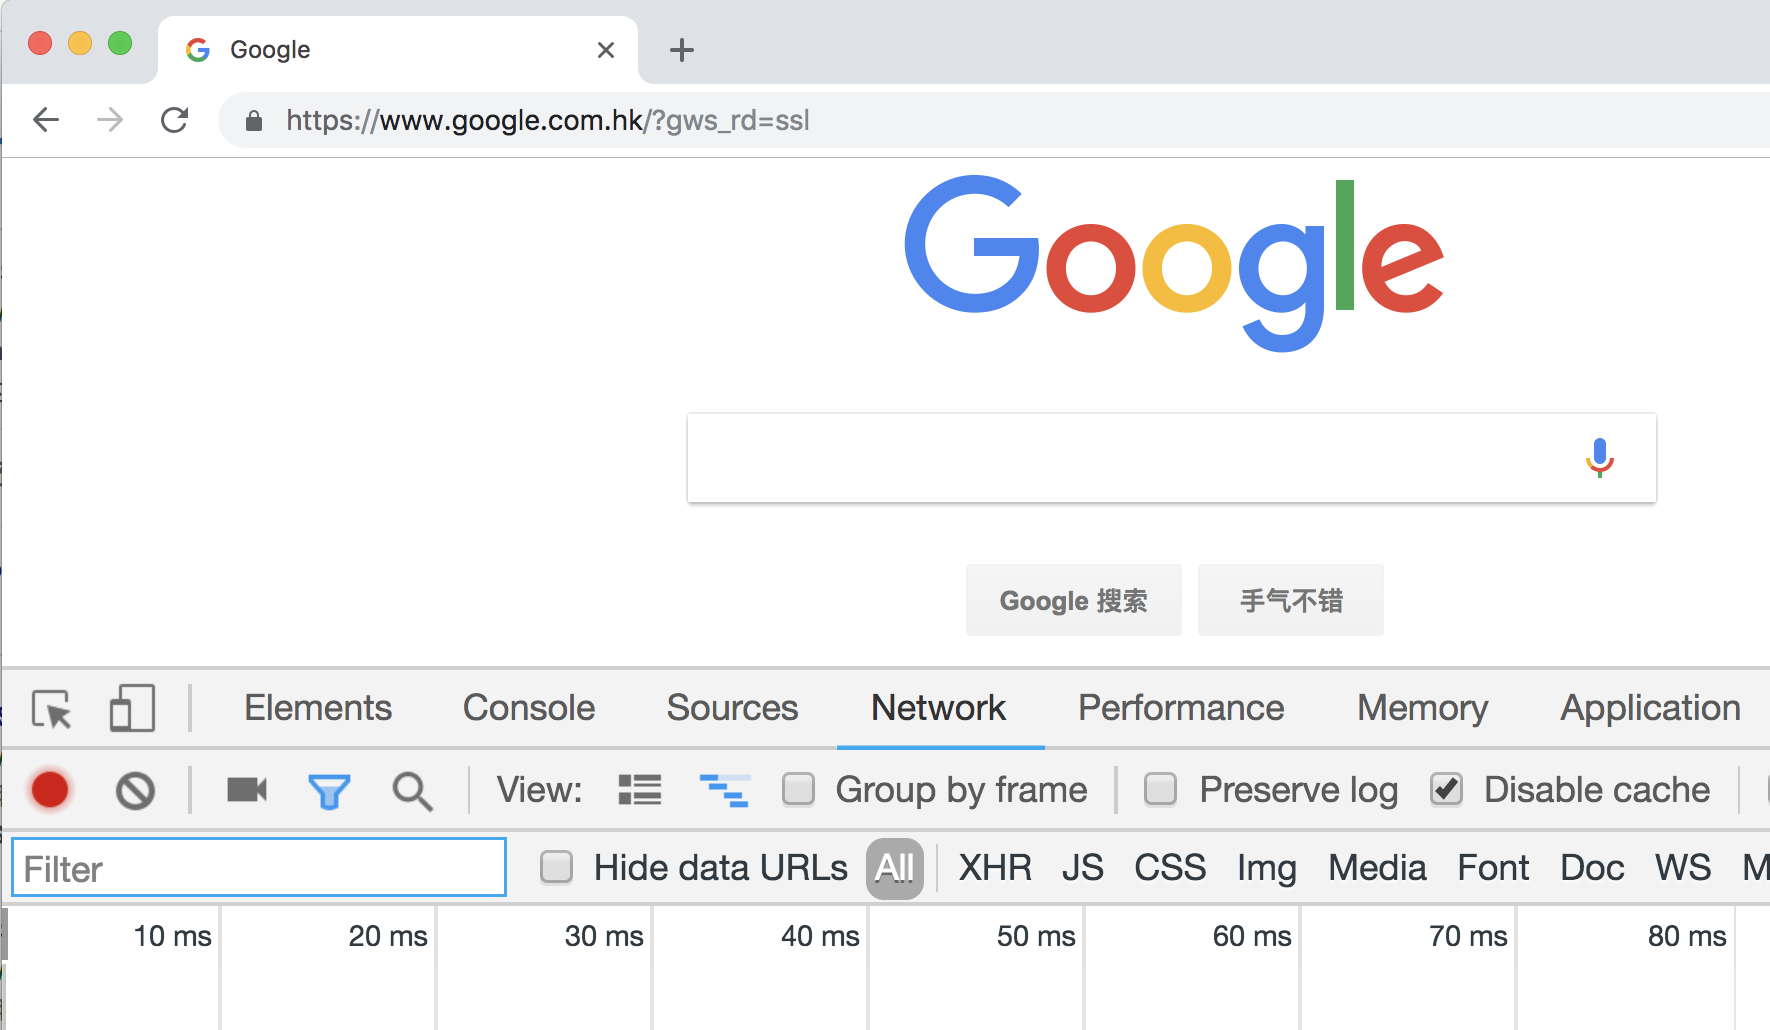 Google
https://www.google.com.hk/?gws_rd=ssl
Google
Google 搜索 手气不错
Elements Console Sources Network Performance Memory Application
View: Group by frame Preserve log Disable cache
Filter Hide data URLs All XHR JS CSS Img Media Font Doc WS
10 ms 20 ms 30 ms 40 ms 50 ms 60 ms 70 ms 80 ms